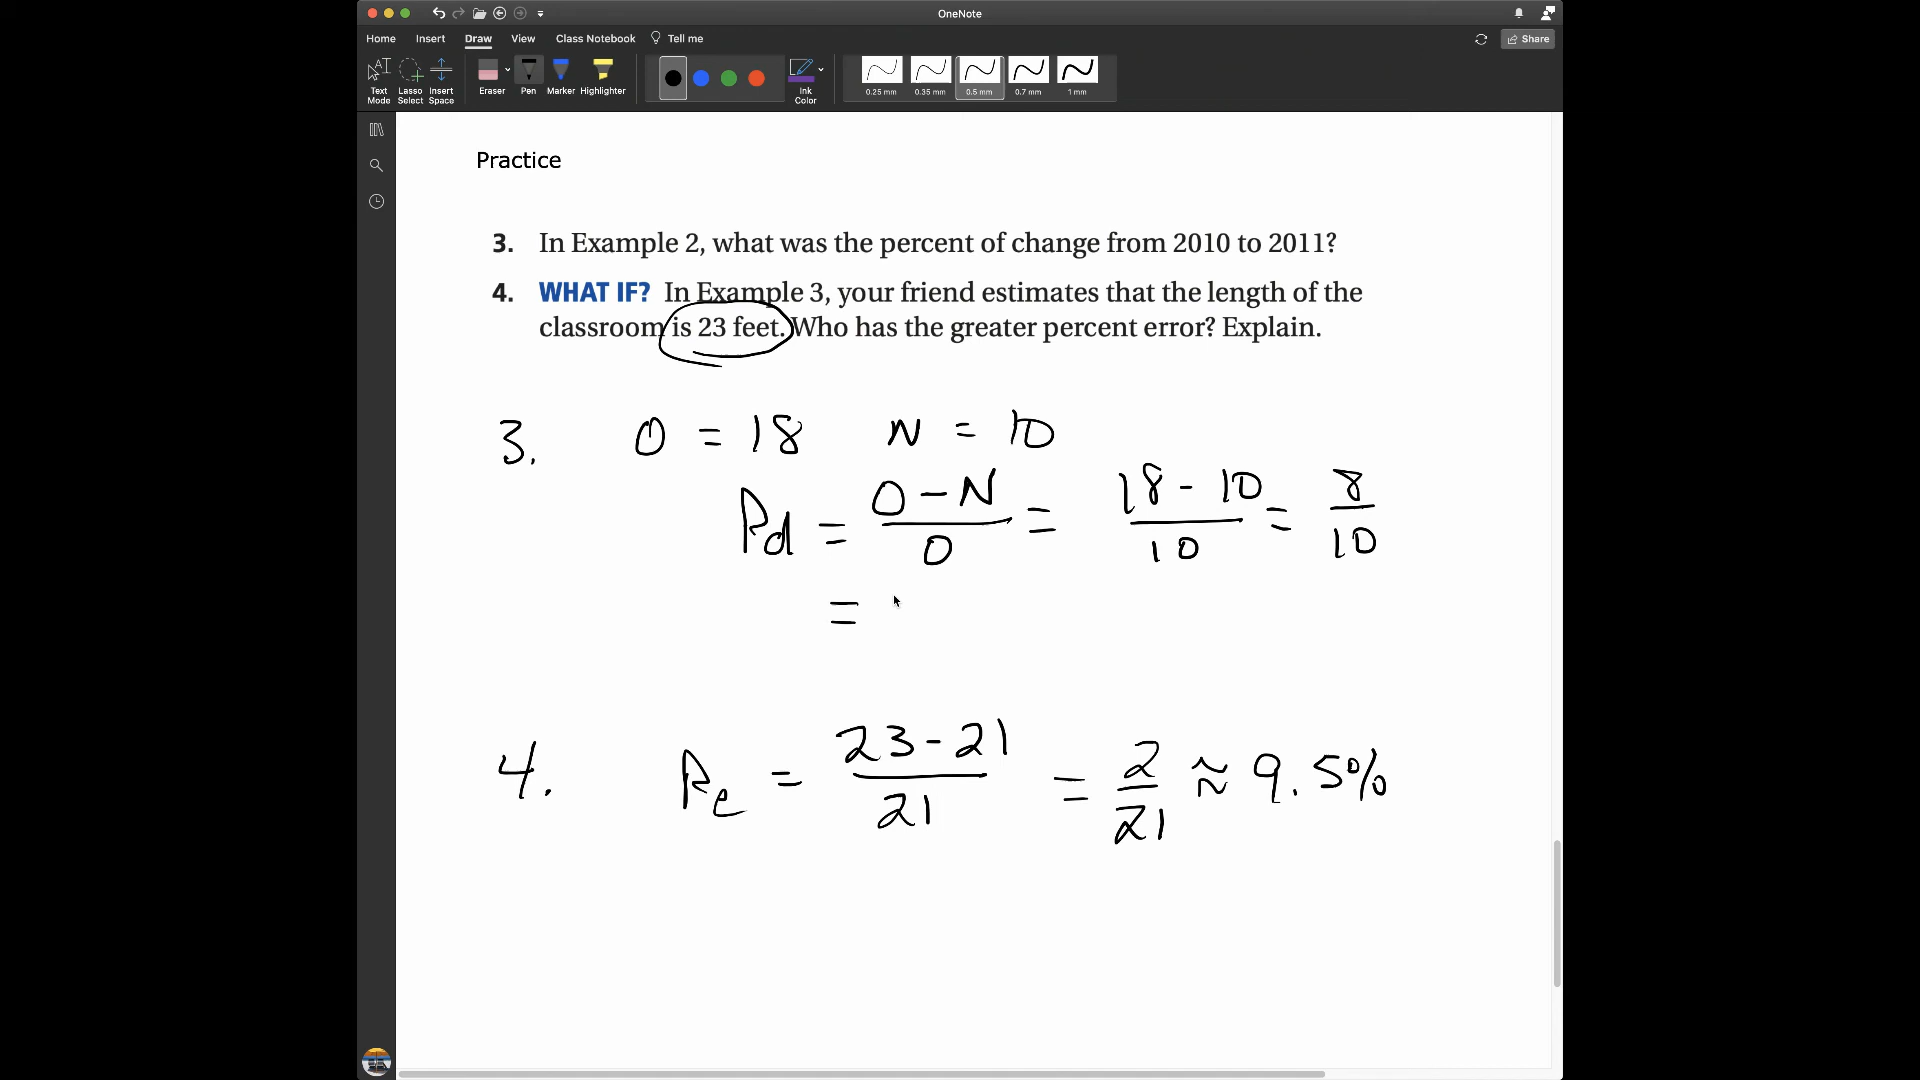 OneNote
Home Insert Draw View Class Notebook Tell me Share
Text Mode Lasso Select Insert Space Eraser Pen Marker Highlighter Ink Color 0.25 mm 0.35 mm 0.5 mm 0.7 mm 1 mm
Practice
3. In Example 2, what was the percent of change from 2010 to 2011?
4. WHAT IF? In Example 3, your friend estimates that the length of the
classroom is 23 feet. Who has the greater percent error? Explain.
3. O = 18 N = 10
Pd = O - N / O = 18 - 10 / 10 = 8 / 10
=
4. Pe = 23 - 21 / 21 = 2 / 21 ≈ 9.5%